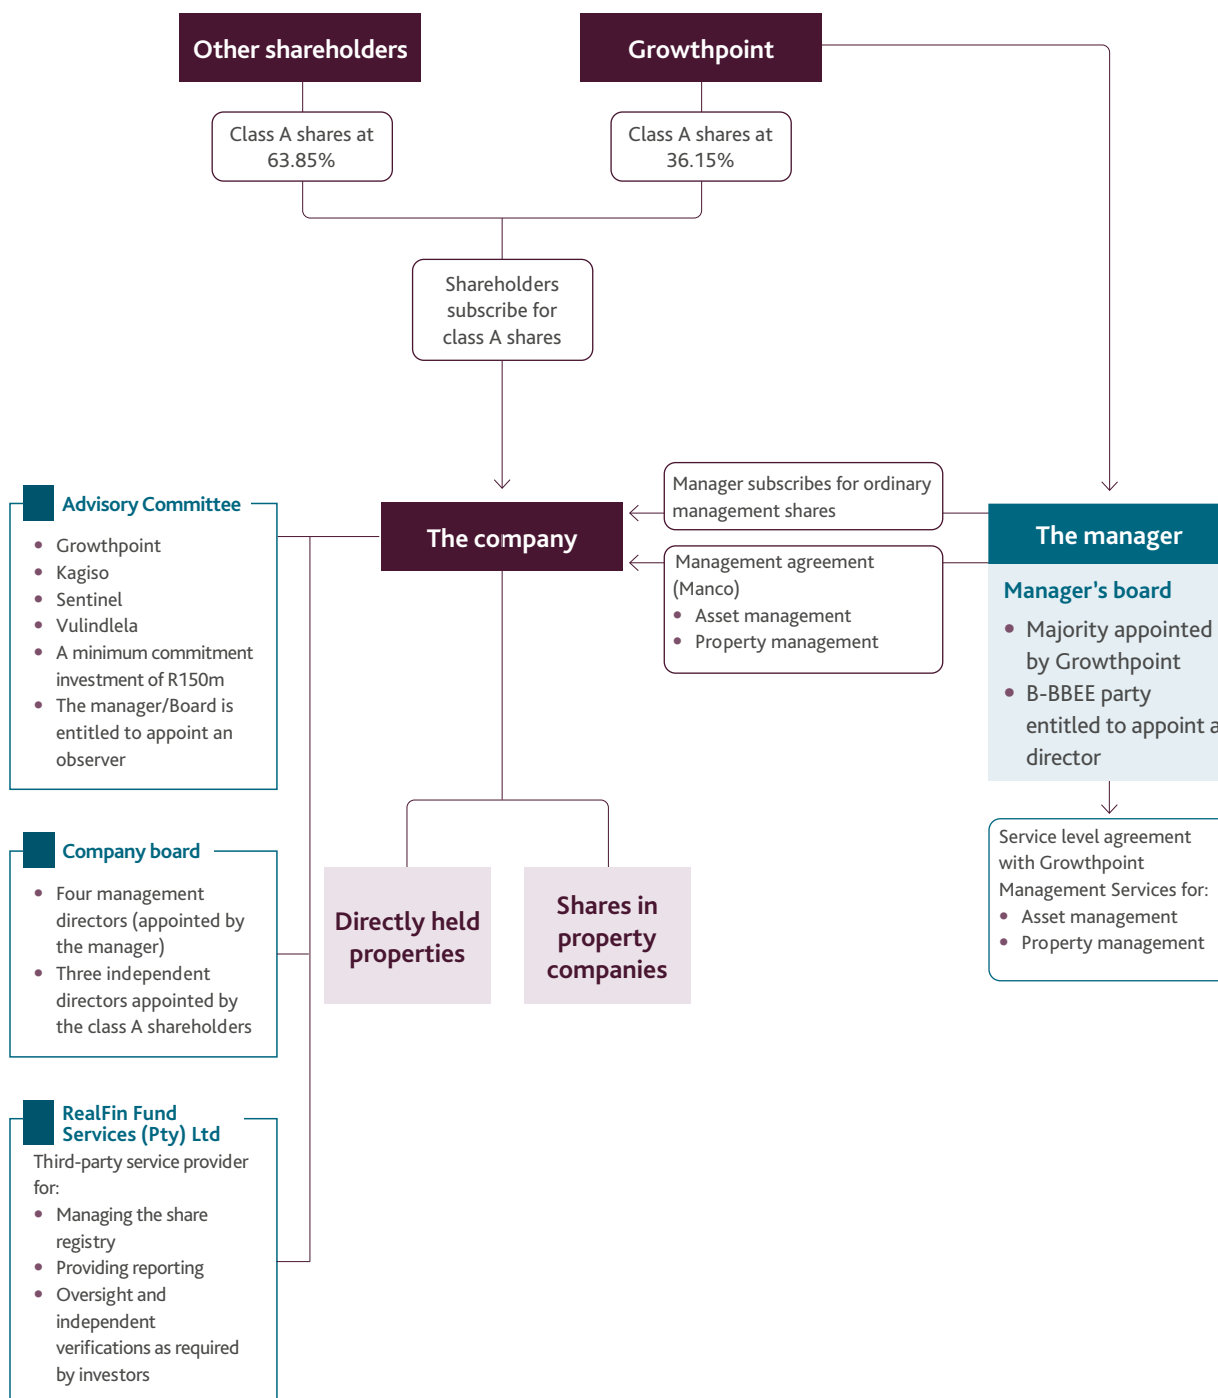 Other shareholders
Growthpoint
Class A shares at
63.85%
Class A shares at
36.15%
Shareholders
subscribe for
class A shares
Advisory Committee
• Growthpoint
• Kagiso
• Sentinel
• Vulindlela
• A minimum commitment
investment of R150m
• The manager/Board is
entitled to appoint an
observer
The company
Manager subscribes for ordinary
management shares
Management agreement
(Manco)
• Asset management
• Property management
The manager
Manager's board
• Majority appointed
by Growthpoint
• B-BBEE party
entitled to appoint a
director
Service level agreement
with Growthpoint
Management Services for:
• Asset management
• Property management
Company board
• Four management
directors (appointed by
the manager)
• Three independent
directors appointed by
the class A shareholders
Directly held
properties
Shares in
property
companies
RealFin Fund
Services (Pty) Ltd
Third-party service provider
for:
• Managing the share
registry
• Providing reporting
• Oversight and
independent
verifications as required
by investors